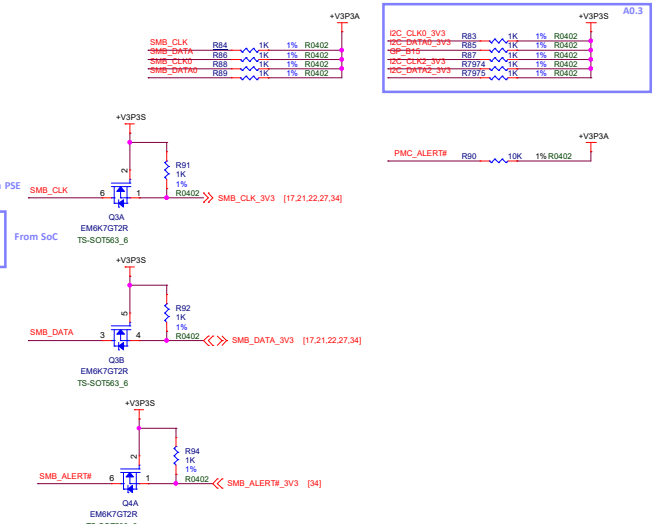 A0.3
+V3P3A
SMB_CLK R84 1K 1% R0402
SMB_DATA R86 1K 1% R0402
SMB_CLK0 R88 1K 1% R0402
SMB_DATA0 R89 1K 1% R0402
+V3P3S
I2C_CLK0_3V3 R83 1K 1% R0402
I2C_DATA0_3V3 R85 1K 1% R0402
GP_B15 R87 1K 1% R0402
I2C_CLK2_3V3 R7974 1K 1% R0402
I2C_DATA2_3V3 R7975 1K 1% R0402
+V3P3A
PMC_ALERT# R90 10K 1% R0402
+V3P3S
R91
1K
1%
R0402
2
PSE
SMB_CLK 6 1 SMB_CLK_3V3 [17,21,22,27,34]
Q3A
EM6K7GT2R
TS-SOT563_6
From SoC
+V3P3S
R92
1K
1%
R0402
5
SMB_DATA 3 4 SMB_DATA_3V3 [17,21,22,27,34]
Q3B
EM6K7GT2R
TS-SOT563_6
+V3P3S
R94
1K
1%
R0402
2
SMB_ALERT# 6 1 SMB_ALERT#_3V3 [34]
Q4A
EM6K7GT2R